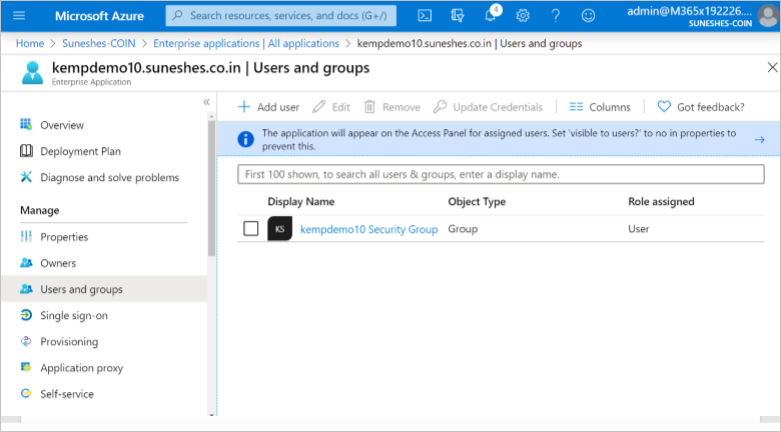 Microsoft Azure
Search resources, services, and docs (G+/)
4
admin@M365x192226....
SUNESHES-COIN
Home > Suneshes-COIN > Enterprise applications | All applications > kempdemo10.suneshes.co.in | Users and groups
kempdemo10.suneshes.co.in | Users and groups
Enterprise Application
Overview
Deployment Plan
Diagnose and solve problems
Manage
Properties
Owners
Users and groups
Single sign-on
Provisioning
Application proxy
Self-service
Add user
Edit
Remove
Update Credentials
Columns
Got feedback?
The application will appear on the Access Panel for assigned users. Set 'visible to users?' to no in properties to
prevent this.
First 100 shown, to search all users & groups, enter a display name.
Display Name Object Type Role assigned
KS kempdemo10 Security Group Group User